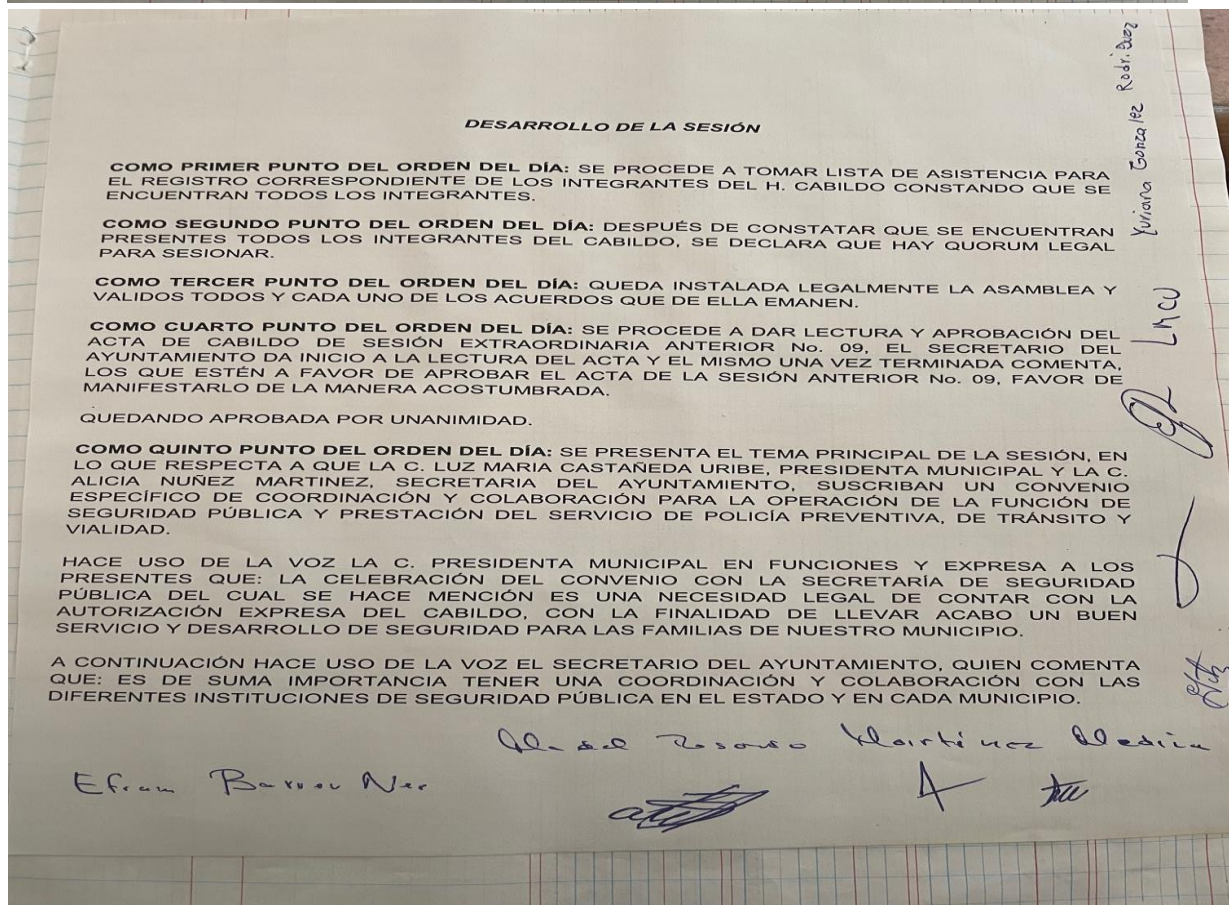 DESARROLLO DE LA SESIÓN
COMO PRIMER PUNTO DEL ORDEN DEL DÍA: SE PROCEDE A TOMAR LISTA DE ASISTENCIA PARA
EL REGISTRO CORRESPONDIENTE DE LOS INTEGRANTES DEL H. CABILDO CONSTANDO QUE SE
ENCUENTRAN TODOS LOS INTEGRANTES.
COMO SEGUNDO PUNTO DEL ORDEN DEL DÍA: DESPUÉS DE CONSTATAR QUE SE ENCUENTRAN
PRESENTES TODOS LOS INTEGRANTES DEL CABILDO, SE DECLARA QUE HAY QUORUM LEGAL
PARA SESIONAR.
COMO TERCER PUNTO DEL ORDEN DEL DÍA: QUEDA INSTALADA LEGALMENTE LA ASAMBLEA Y
VALIDOS TODOS Y CADA UNO DE LOS ACUERDOS QUE DE ELLA EMANEN.
COMO CUARTO PUNTO DEL ORDEN DEL DÍA: SE PROCEDE A DAR LECTURA Y APROBACIÓN DEL
ACTA DE CABILDO DE SESIÓN EXTRAORDINARIA ANTERIOR No. 09, EL SECRETARIO DEL
AYUNTAMIENTO DA INICIO A LA LECTURA DEL ACTA Y EL MISMO UNA VEZ TERMINADA COMENTA,
LOS QUE ESTÉN A FAVOR DE APROBAR EL ACTA DE LA SESIÓN ANTERIOR No. 09, FAVOR DE
MANIFESTARLO DE LA MANERA ACOSTUMBRADA.
QUEDANDO APROBADA POR UNANIMIDAD.
COMO QUINTO PUNTO DEL ORDEN DEL DÍA: SE PRESENTA EL TEMA PRINCIPAL DE LA SESIÓN, EN
LO QUE RESPECTA A QUE LA C. LUZ MARIA CASTAÑEDA URIBE, PRESIDENTA MUNICIPAL Y LA C.
ALICIA NUÑEZ MARTINEZ, SECRETARIA DEL AYUNTAMIENTO, SUSCRIBAN UN CONVENIO
ESPECÍFICO DE COORDINACIÓN Y COLABORACIÓN PARA LA OPERACIÓN DE LA FUNCIÓN DE
SEGURIDAD PÚBLICA Y PRESTACIÓN DEL SERVICIO DE POLICÍA PREVENTIVA, DE TRÁNSITO Y
VIALIDAD.
HACE USO DE LA VOZ LA C. PRESIDENTA MUNICIPAL EN FUNCIONES Y EXPRESA A LOS
PRESENTES QUE: LA CELEBRACIÓN DEL CONVENIO CON LA SECRETARÍA DE SEGURIDAD
PÚBLICA DEL CUAL SE HACE MENCIÓN ES UNA NECESIDAD LEGAL DE CONTAR CON LA
AUTORIZACIÓN EXPRESA DEL CABILDO, CON LA FINALIDAD DE LLEVAR ACABO UN BUEN
SERVICIO Y DESARROLLO DE SEGURIDAD PARA LAS FAMILIAS DE NUESTRO MUNICIPIO.
A CONTINUACIÓN HACE USO DE LA VOZ EL SECRETARIO DEL AYUNTAMIENTO, QUIEN COMENTA
QUE: ES DE SUMA IMPORTANCIA TENER UNA COORDINACIÓN Y COLABORACIÓN CON LAS
DIFERENTES INSTITUCIONES DE SEGURIDAD PÚBLICA EN EL ESTADO Y EN CADA MUNICIPIO.
Martínez
Efram
Yuriana Gonzalez Rodriguez
LMCU